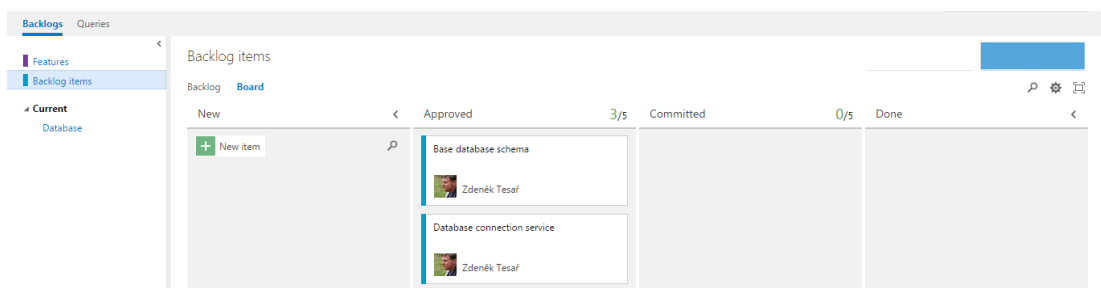 Backlogs Queries
Features
Backlog items
Current
Database
Backlog items
Backlog Board
New Approved 3/5 Committed 0/5 Done
New item
Base database schema
Zdeněk Tesař
Database connection service
Zdeněk Tesař